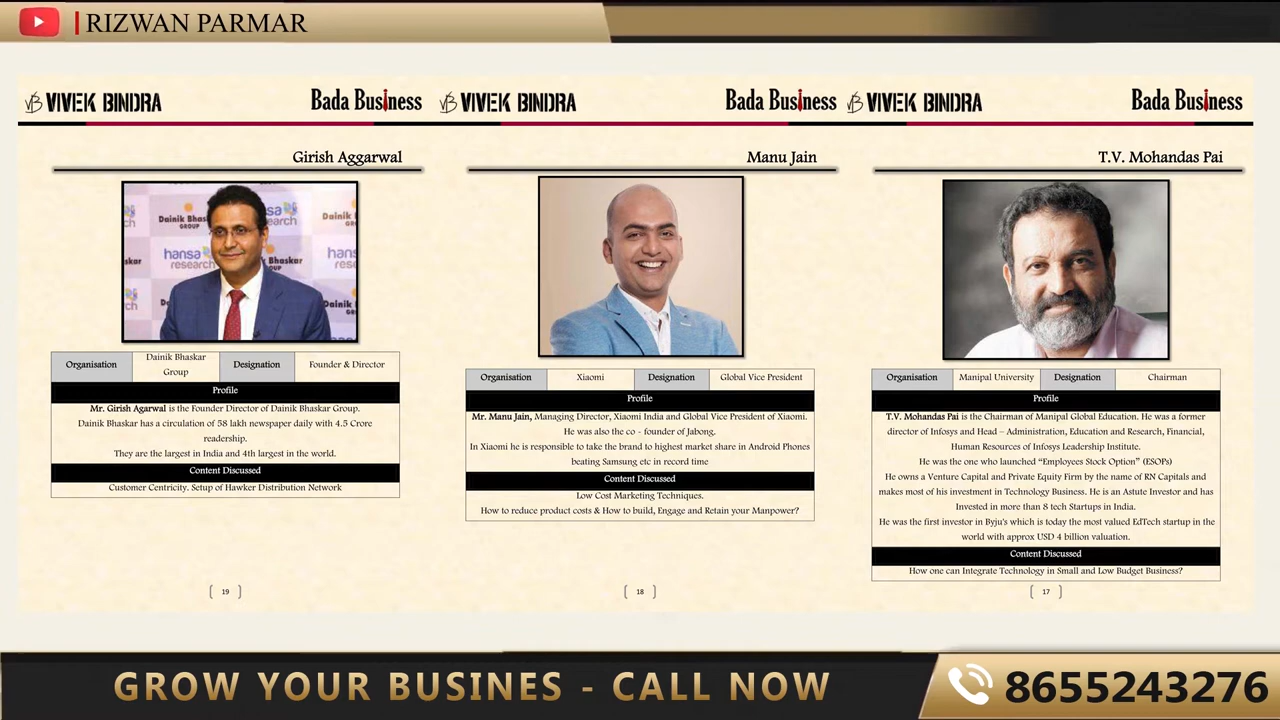 RIZWAN PARMAR
VB VIVEK BINDRA
Bada Business
Girish Aggarwal
Dainik Bhas
GROUP
hansa
research
Dainik Bhaskar
Organisation
Dainik Bhaskar
Group
Designation
Founder & Director
Profile
Mr. Girish Agarwal is the Founder Director of Dainik Bhaskar Group.
Dainik Bhaskar has a circulation of 58 lakh newspaper daily with 4.5 Crore
readership.
They are the largest in India and 4th largest in the world.
Content Discussed
Customer Centricity. Setup of Hawker Distribution Network
19
VB VIVEK BINDRA
Bada Business
Manu Jain
Organisation
Xiaomi
Designation
Global Vice President
Profile
Mr. Manu Jain, Managing Director, Xiaomi India and Global Vice President of Xiaomi.
He was also the co - founder of Jabong.
In Xiaomi he is responsible to take the brand to highest market share in Android Phones
beating Samsung etc in record time
Content Discussed
Low Cost Marketing Techniques.
How to reduce product costs & How to build, Engage and Retain your Manpower?
18
VB VIVEK BINDRA
Bada Business
T.V. Mohandas Pai
Organisation
Manipal University
Designation
Chairman
Profile
T.V. Mohandas Pai is the Chairman of Manipal Global Education. He was a former
director of Infosys and Head – Administration, Education and Research, Financial,
Human Resources of Infosys Leadership Institute.
He was the one who launched “Employees Stock Option” (ESOPs)
He owns a Venture Capital and Private Equity Firm by the name of RN Capitals and
makes most of his investment in Technology Business. He is an Astute Investor and has
Invested in more than 8 tech Startups in India.
He was the first investor in Byju's which is today the most valued EdTech startup in the
world with approx USD 4 billion valuation.
Content Discussed
How one can Integrate Technology in Small and Low Budget Business?
17
GROW YOUR BUSINES - CALL NOW
8655243276